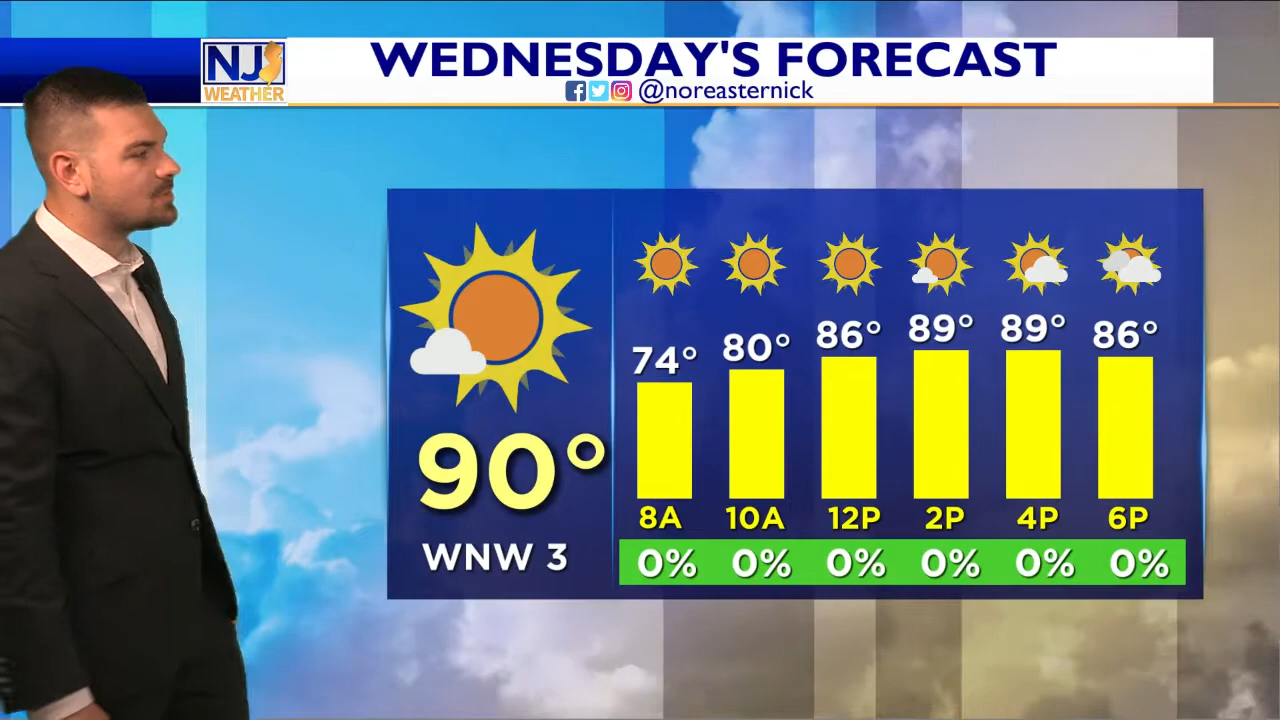 WEDNESDAY'S FORECAST
NJ
WEATHER
@noreasternick
74° 80° 86° 89° 89° 86°
90°
8A 10A 12P 2P 4P 6P
WNW 3
0% 0% 0% 0% 0% 0%